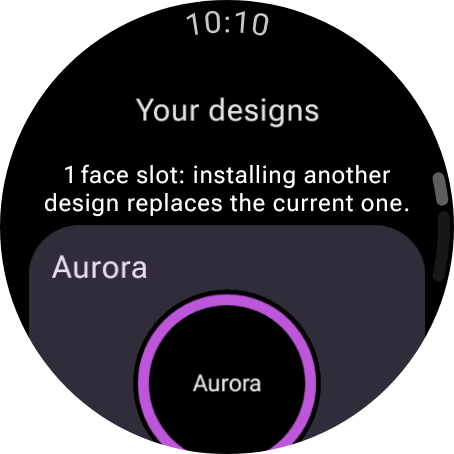 10:10
Your designs
1 face slot: installing another
design replaces the current one.
Aurora
Aurora